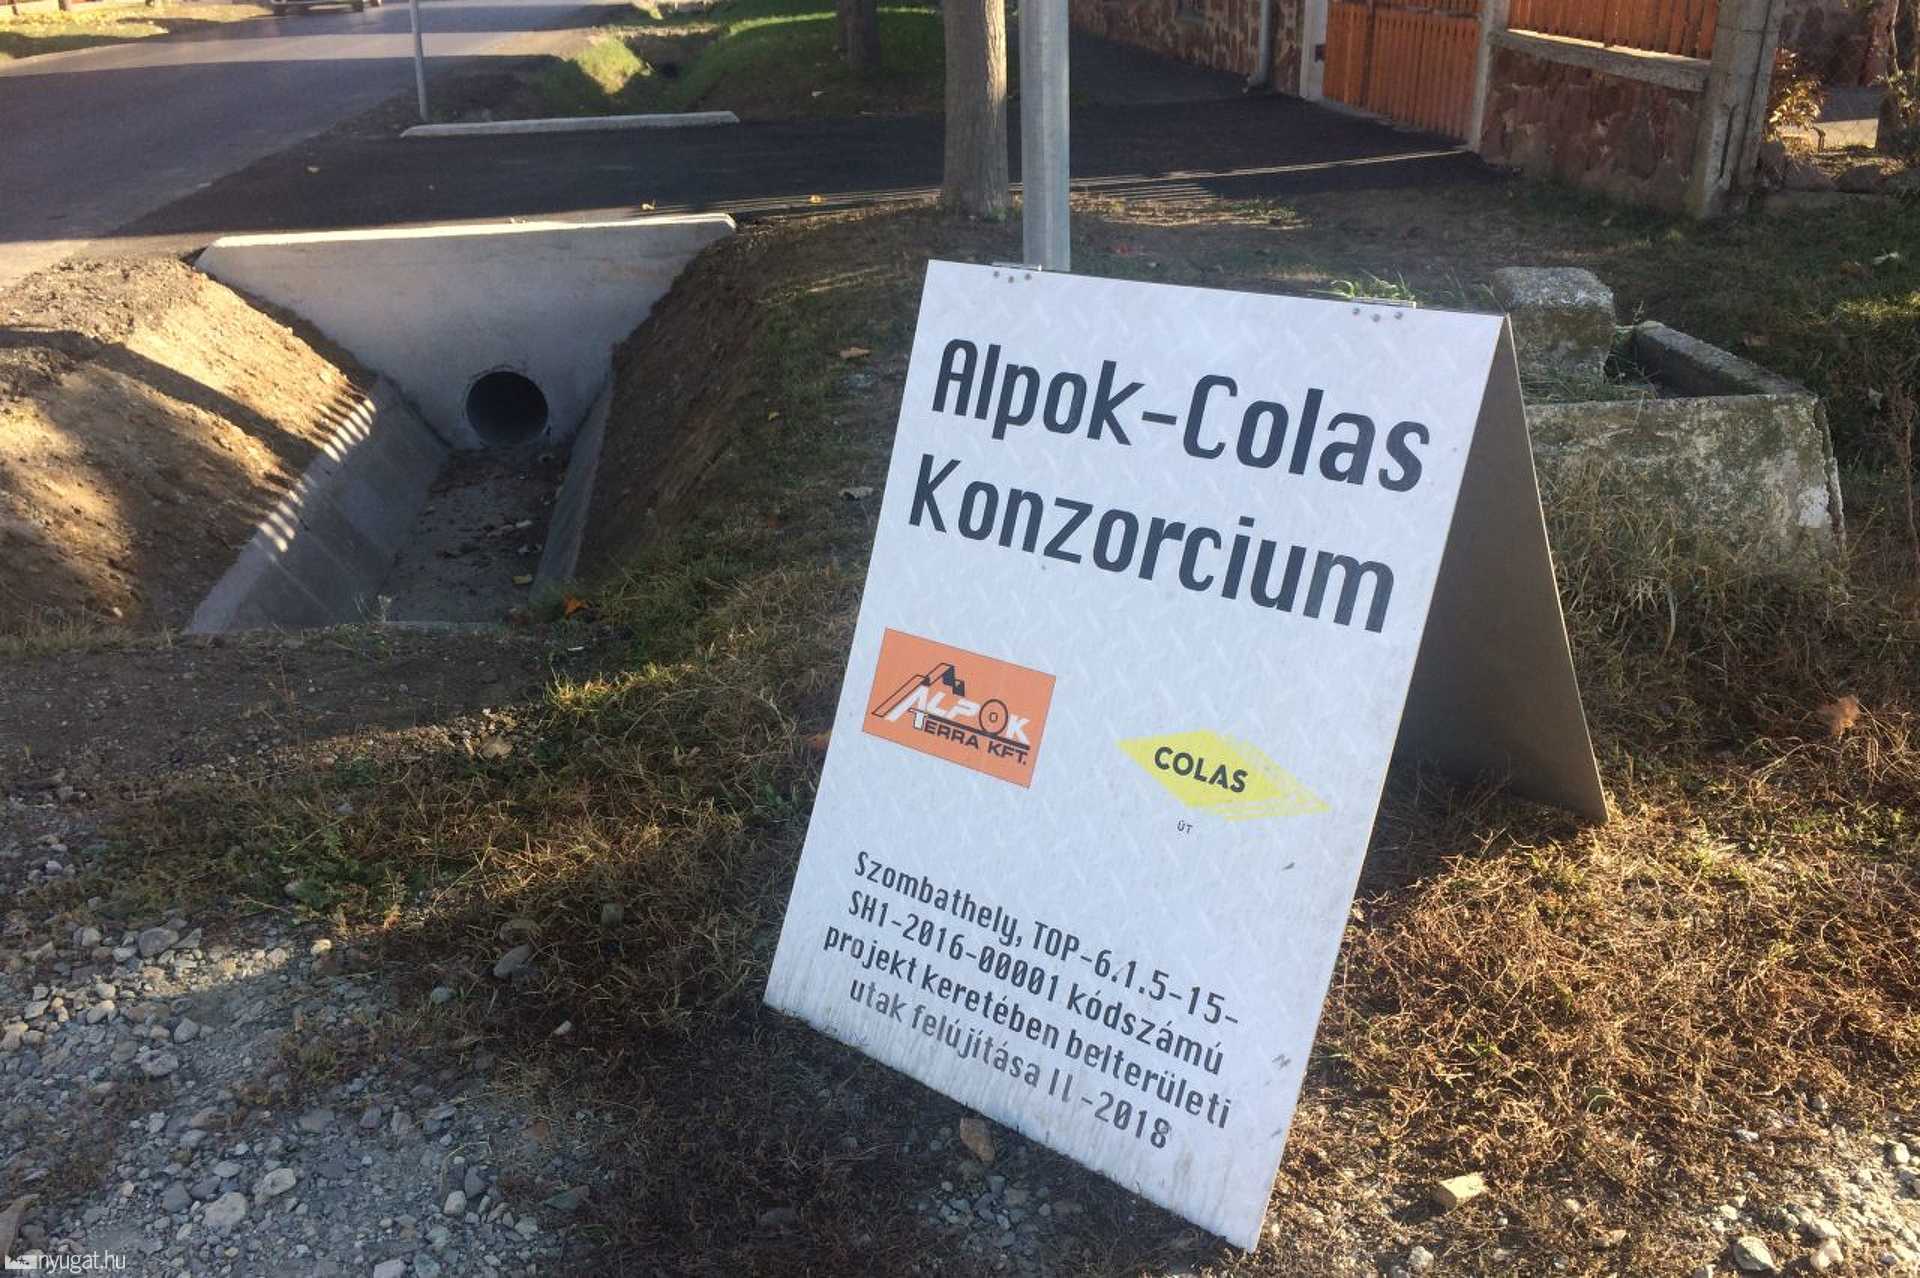 Alpok-Colas
Konzorcium
ALPOK
TERRA KFT.
COLAS
ÚT
Szombathely, TOP-6.1.5-15-
SH1-2016-00001 kódszámú
projekt keretében belterületi
utak felújítása II.-2018
nyugat.hu